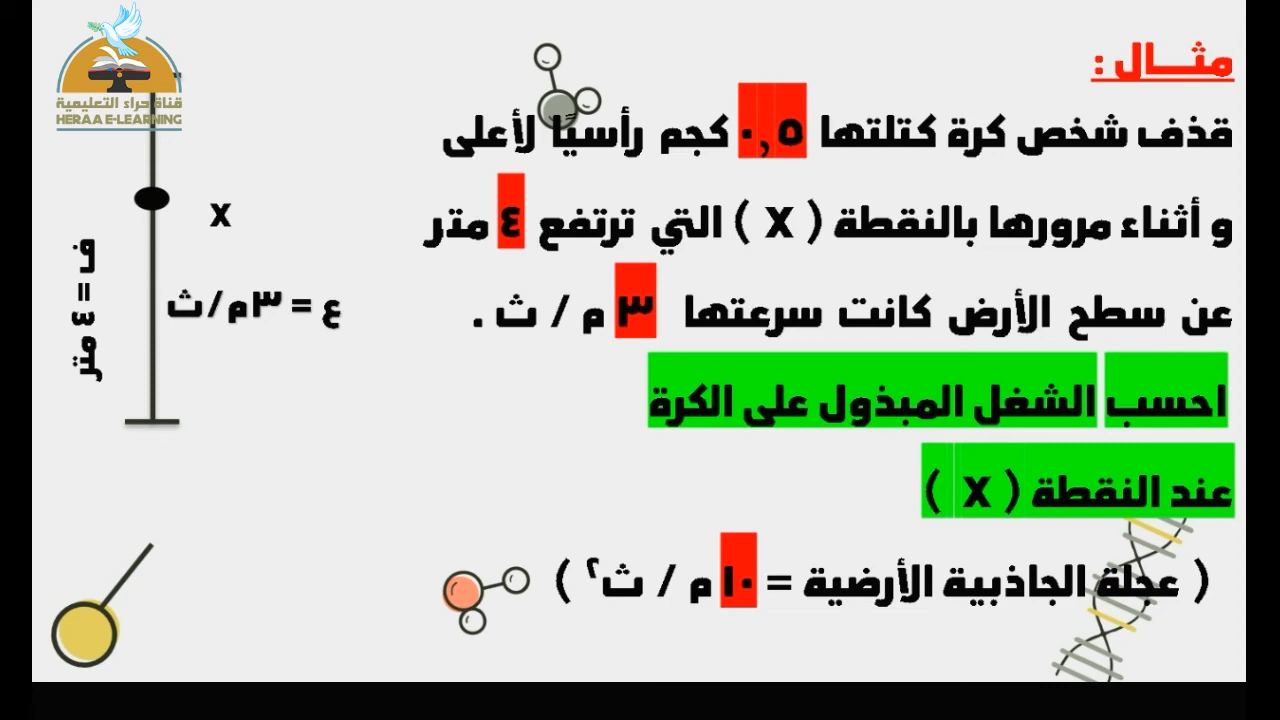 قناة حراء التعليمية
HERAA E-LEARNING
مثــال :
قذف شخص كرة كتلتها ٠,٥ كجم رأسيًا لأعلى
و أثناء مرورها بالنقطة ( X ) التي ترتفع ٤ متر
عن سطح الأرض كانت سرعتها ٣ م / ث .
احسب الشغل المبذول على الكرة
عند النقطة ( X )
( عجلة الجاذبية الأرضية = ١٠ م / ث٢ )
X
ع = ٣م/ث
ف = ٤ متر